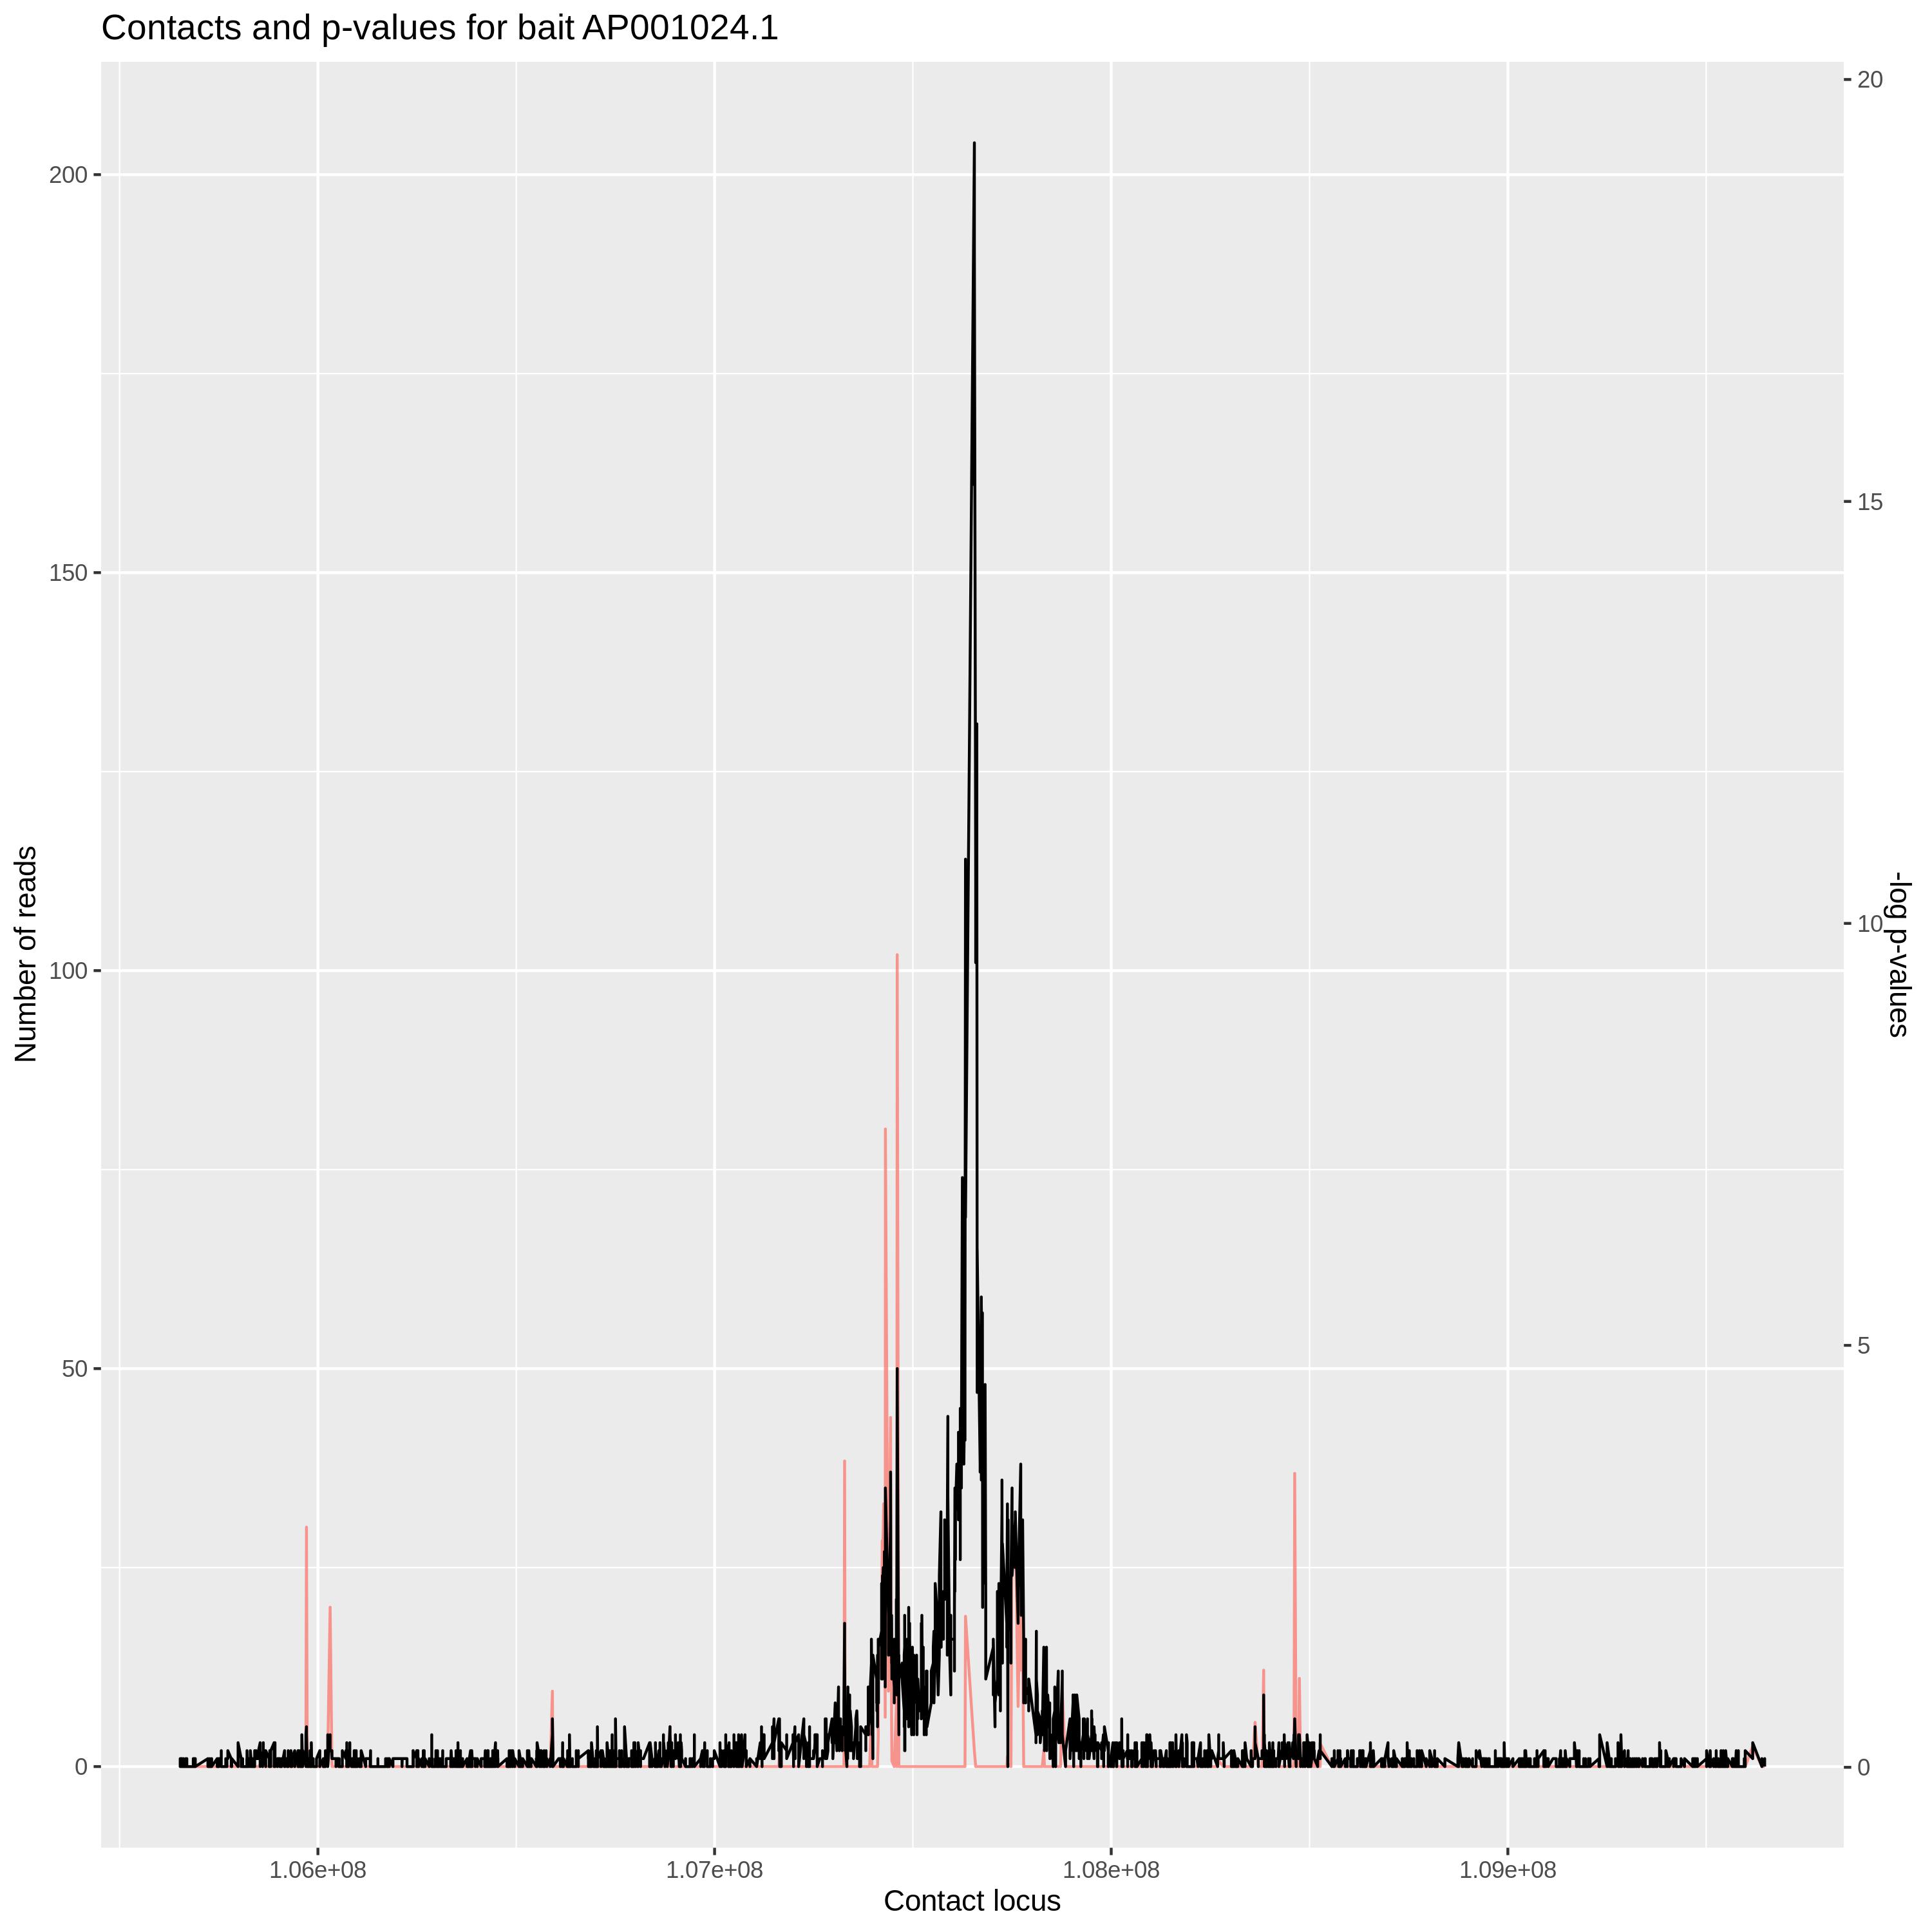 Contacts and p-values for bait AP001024.1
Number of reads
200
150
100
50
0
20
15
10
5
0
-log p-values
1.06e+08
1.07e+08
1.08e+08
1.09e+08
Contact locus